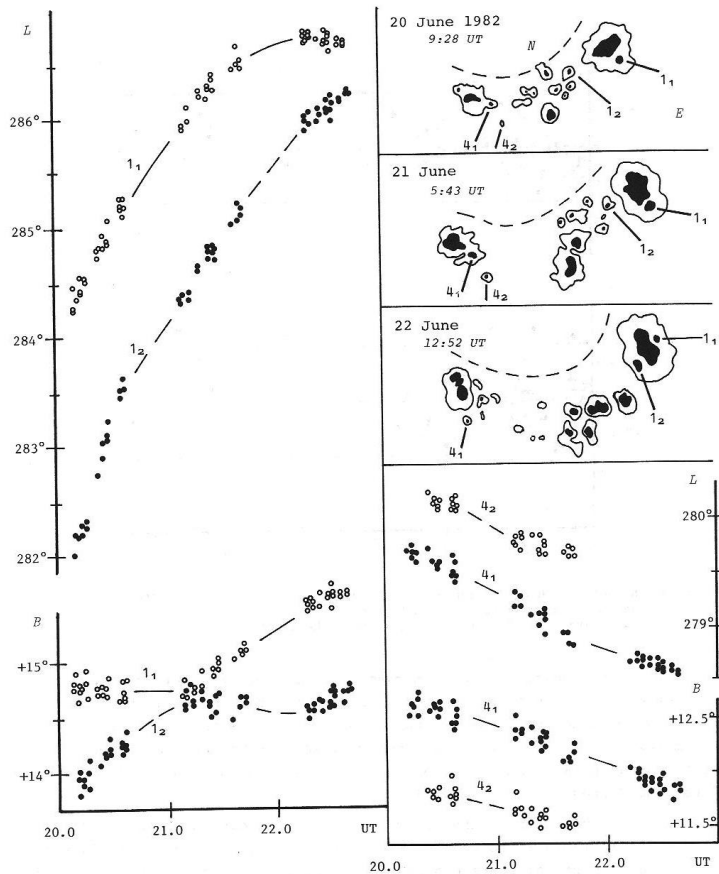 L
286°
285°
284°
283°
282°
1₁
1₂
B
+15°
+14°
1₁
1₂
20.0
21.0
22.0
UT
20 June 1982
9:28 UT
N
E
1₁
1₂
4₁
4₂
21 June
5:43 UT
1₁
1₂
4₁
4₂
22 June
12:52 UT
1₁
1₂
4₁
L
280°
279°
4₂
4₁
B
+12.5°
+11.5°
4₁
4₂
20.0
21.0
22.0
UT